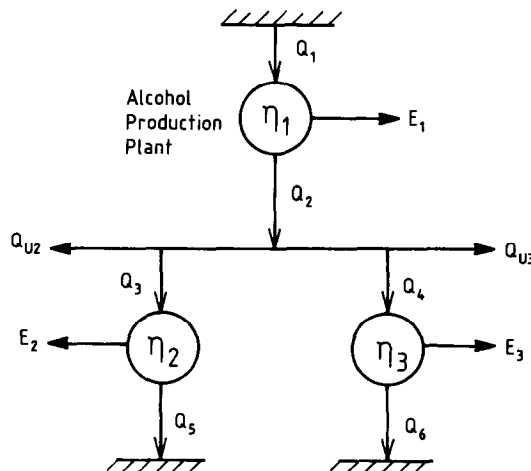 Q1
Alcohol
Production
Plant
η1
E1
Q2
QU2
QU3
Q3
Q4
E2
η2
η3
E3
Q5
Q6